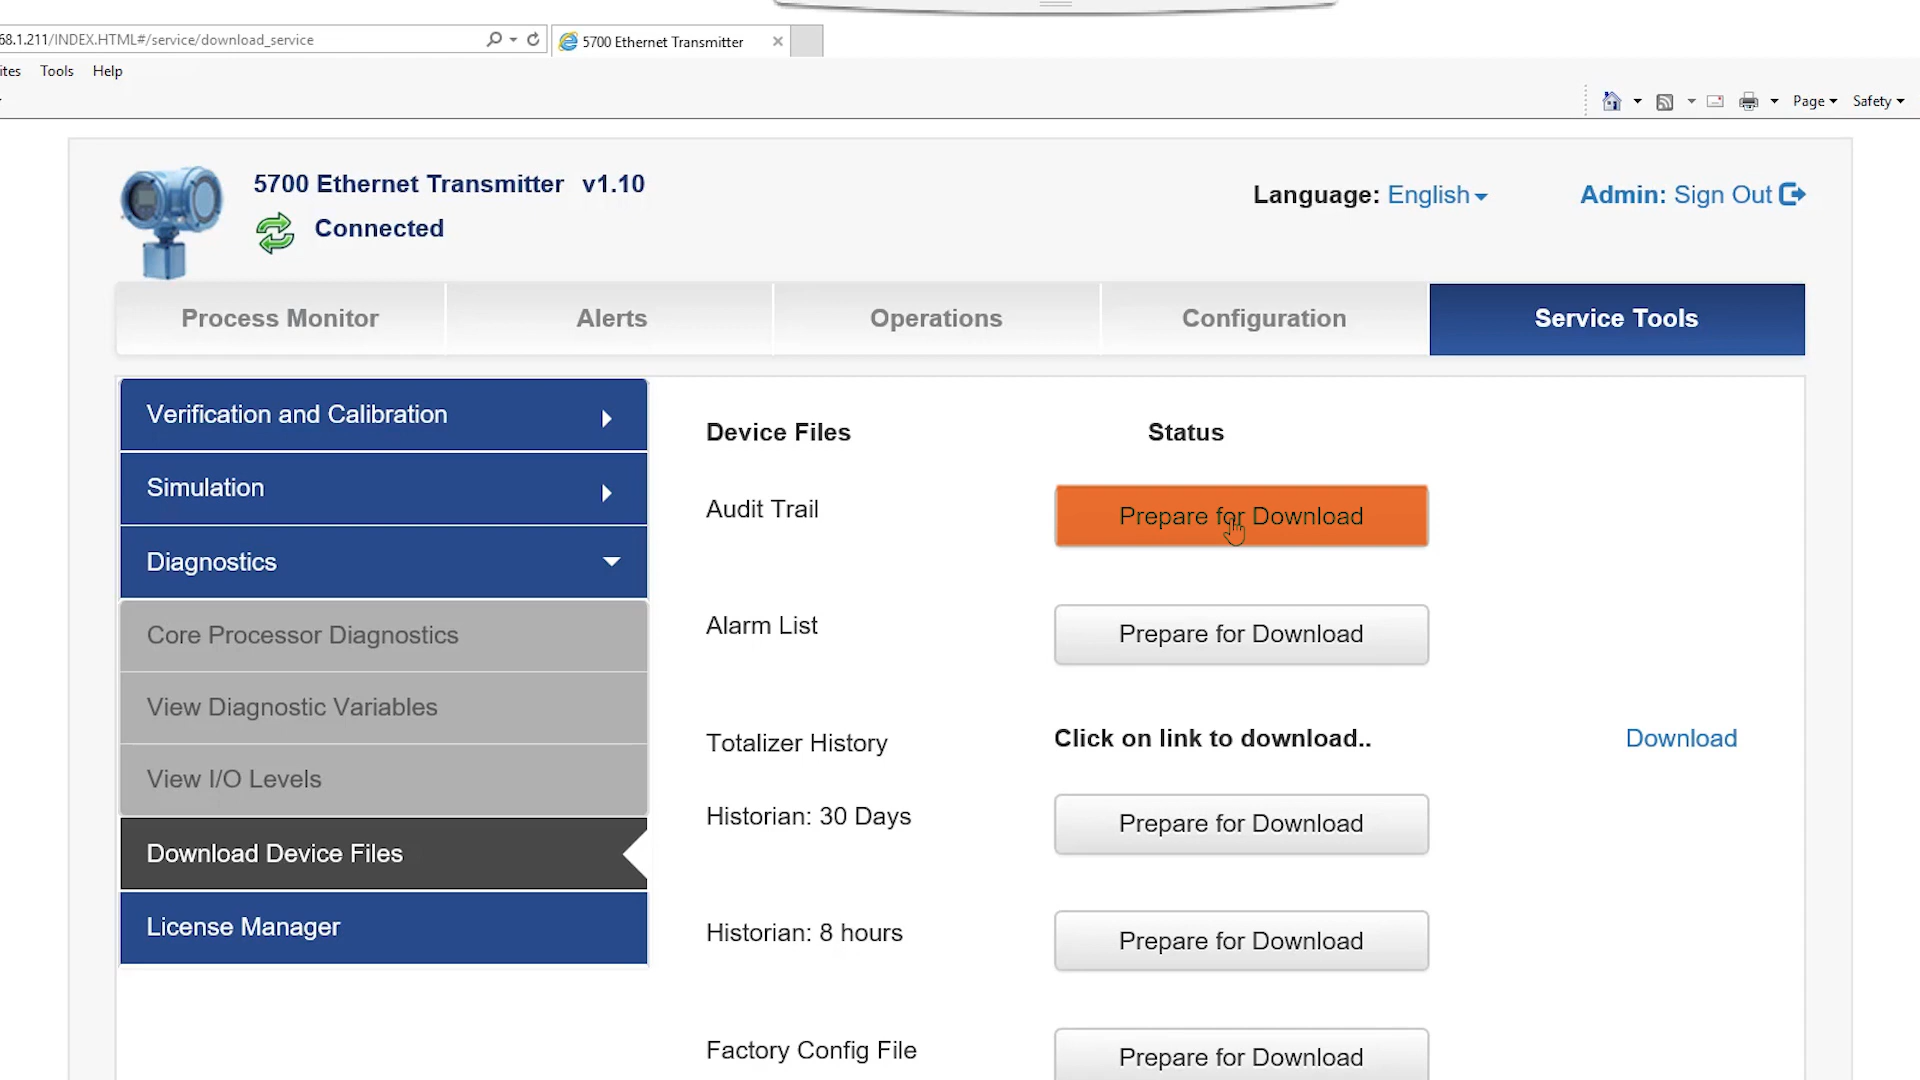 68.1.211/INDEX.HTML#/service/download_service
5700 Ethernet Transmitter
ites Tools Help
Page Safety
5700 Ethernet Transmitter v1.10
Connected
Language: English
Admin: Sign Out
Process Monitor
Alerts
Operations
Configuration
Service Tools
Verification and Calibration
Simulation
Diagnostics
Core Processor Diagnostics
View Diagnostic Variables
View I/O Levels
Download Device Files
License Manager
Device Files Status
Audit Trail Prepare for Download
Alarm List Prepare for Download
Totalizer History Click on link to download.. Download
Historian: 30 Days Prepare for Download
Historian: 8 hours Prepare for Download
Factory Config File Prepare for Download